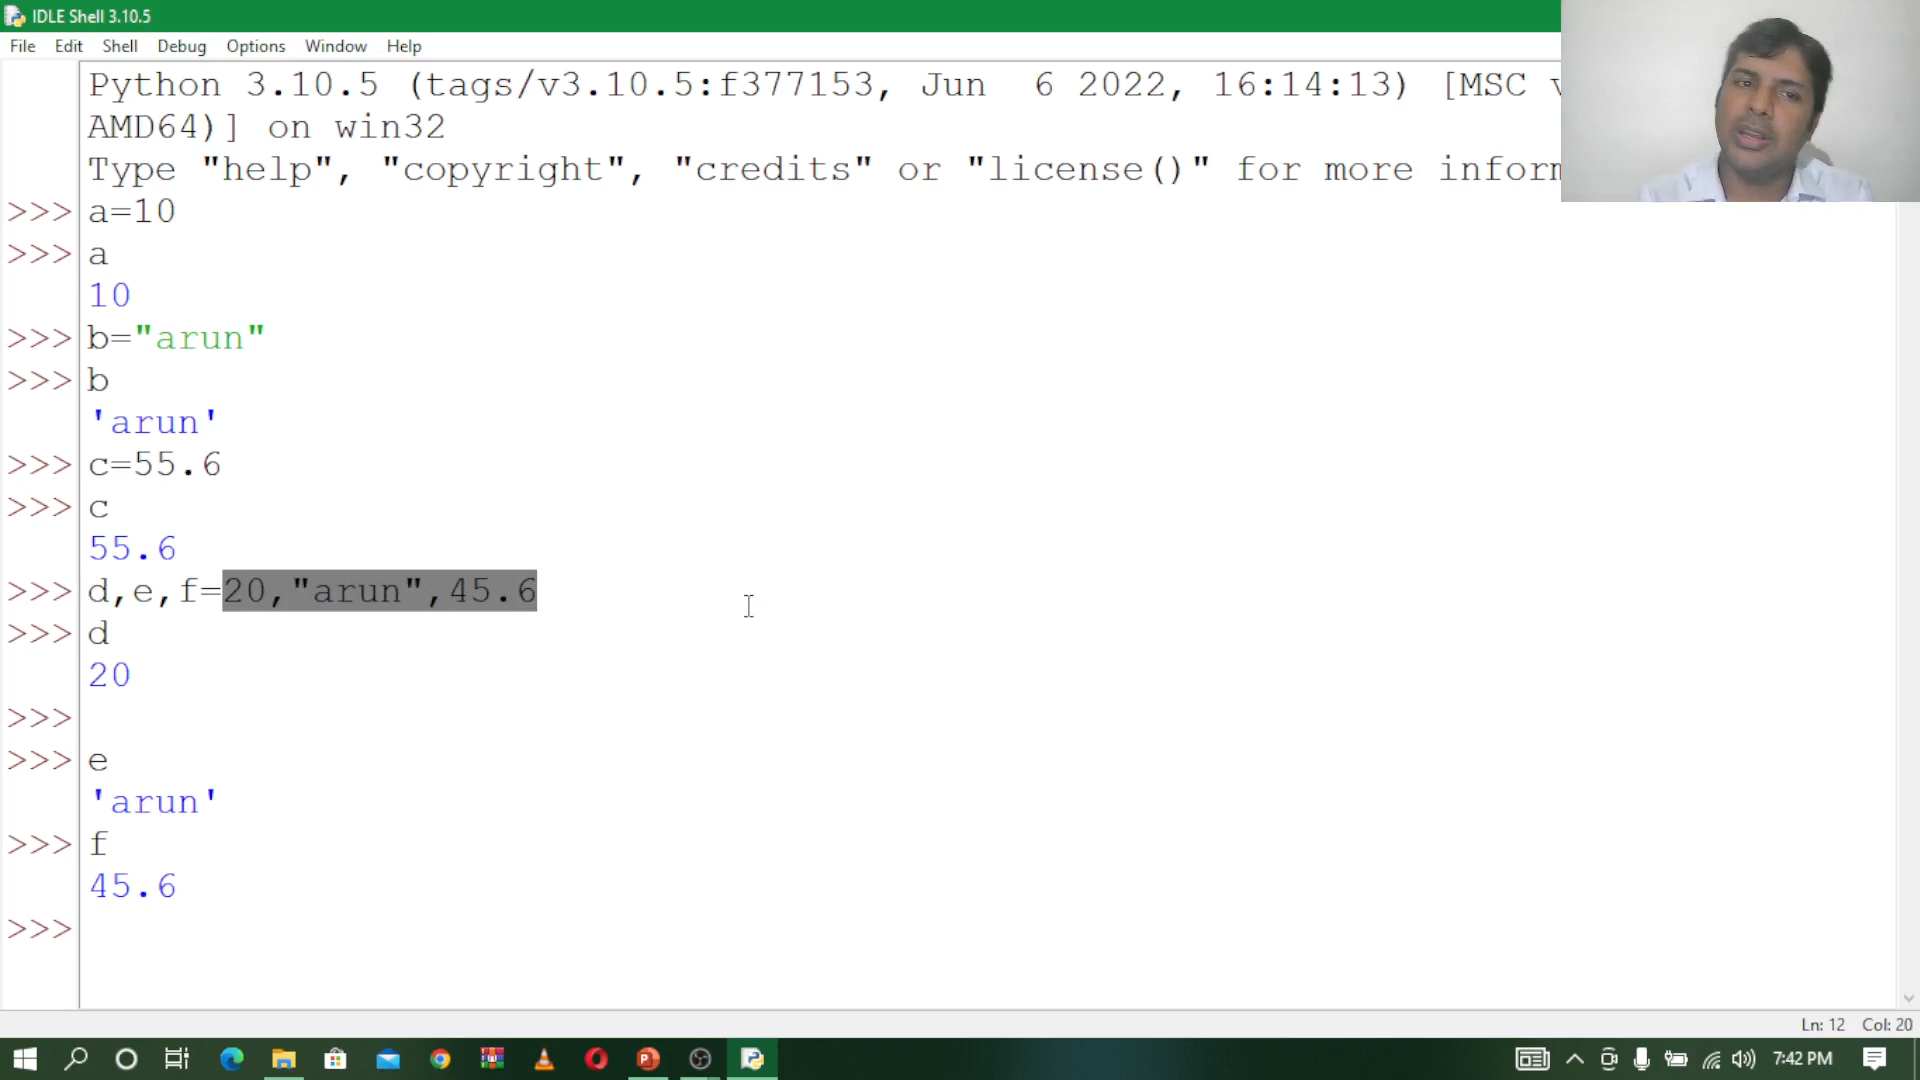 IDLE Shell 3.10.5
File Edit Shell Debug Options Window Help
Python 3.10.5 (tags/v3.10.5:f377153, Jun  6 2022, 16:14:13) [MSC
AMD64)] on win32
Type "help", "copyright", "credits" or "license()" for more
>>> a=10
>>> a
10
>>> b="arun"
>>> b
'arun'
>>> c=55.6
>>> c
55.6
>>> d,e,f=20,"arun",45.6
>>> d
20
>>>
>>> e
'arun'
>>> f
45.6
>>>
Ln: 12 Col: 20
7:42 PM